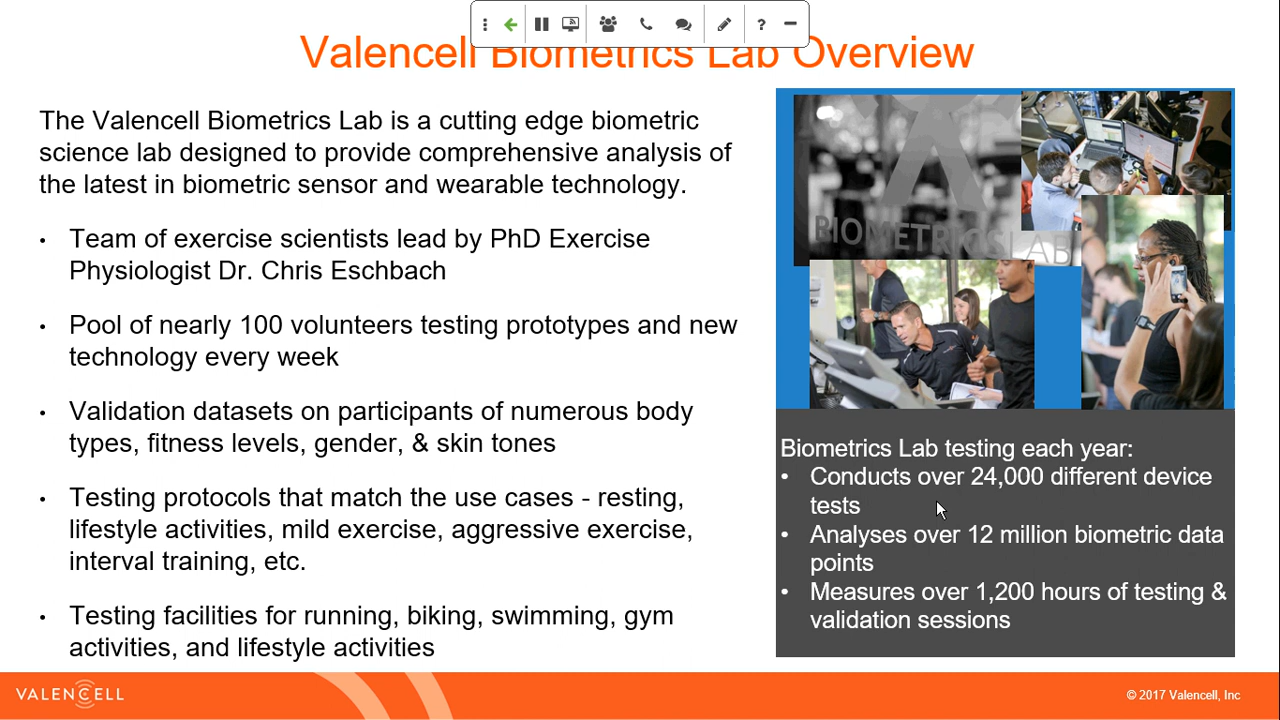 ?
Valencell Biometrics Lab Overview
The Valencell Biometrics Lab is a cutting edge biometric
science lab designed to provide comprehensive analysis of
the latest in biometric sensor and wearable technology.
• Team of exercise scientists lead by PhD Exercise
Physiologist Dr. Chris Eschbach
• Pool of nearly 100 volunteers testing prototypes and new
technology every week
• Validation datasets on participants of numerous body
types, fitness levels, gender, & skin tones
• Testing protocols that match the use cases - resting,
lifestyle activities, mild exercise, aggressive exercise,
interval training, etc.
• Testing facilities for running, biking, swimming, gym
activities, and lifestyle activities
BIOMETRICS LAB
Biometrics Lab testing each year:
• Conducts over 24,000 different device
tests
• Analyses over 12 million biometric data
points
• Measures over 1,200 hours of testing &
validation sessions
VALENCELL
© 2017 Valencell, Inc